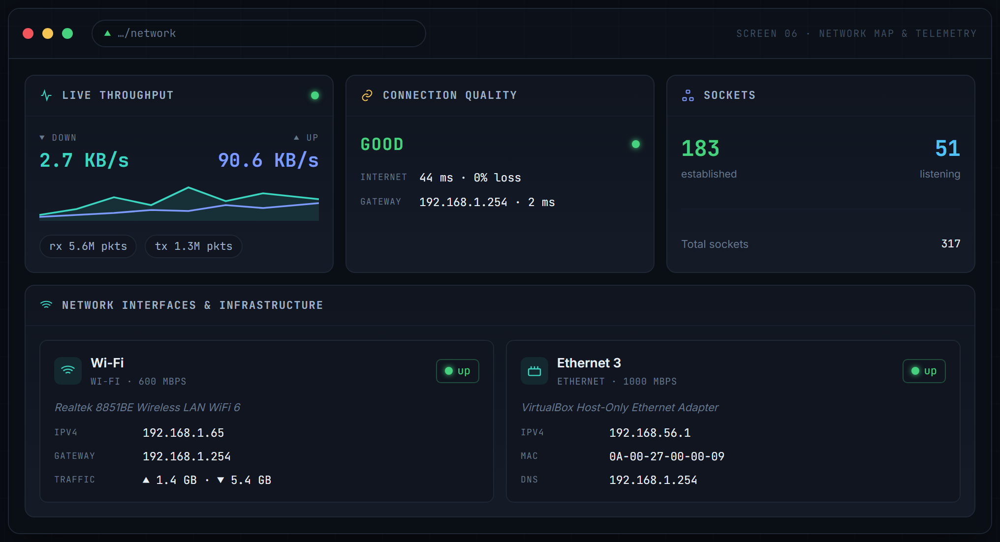 ▲ …/network
SCREEN 06 · NETWORK MAP & TELEMETRY
LIVE THROUGHPUT
▼ DOWN
▲ UP
2.7 KB/s
90.6 KB/s
rx 5.6M pkts
tx 1.3M pkts
CONNECTION QUALITY
GOOD
INTERNET 44 ms · 0% loss
GATEWAY 192.168.1.254 · 2 ms
SOCKETS
183
51
established
listening
Total sockets 317
NETWORK INTERFACES & INFRASTRUCTURE
Wi-Fi
WI-FI · 600 MBPS
up
Realtek 8851BE Wireless LAN WiFi 6
IPV4 192.168.1.65
GATEWAY 192.168.1.254
TRAFFIC ▲ 1.4 GB · ▼ 5.4 GB
Ethernet 3
ETHERNET · 1000 MBPS
up
VirtualBox Host-Only Ethernet Adapter
IPV4 192.168.56.1
MAC 0A-00-27-00-00-09
DNS 192.168.1.254